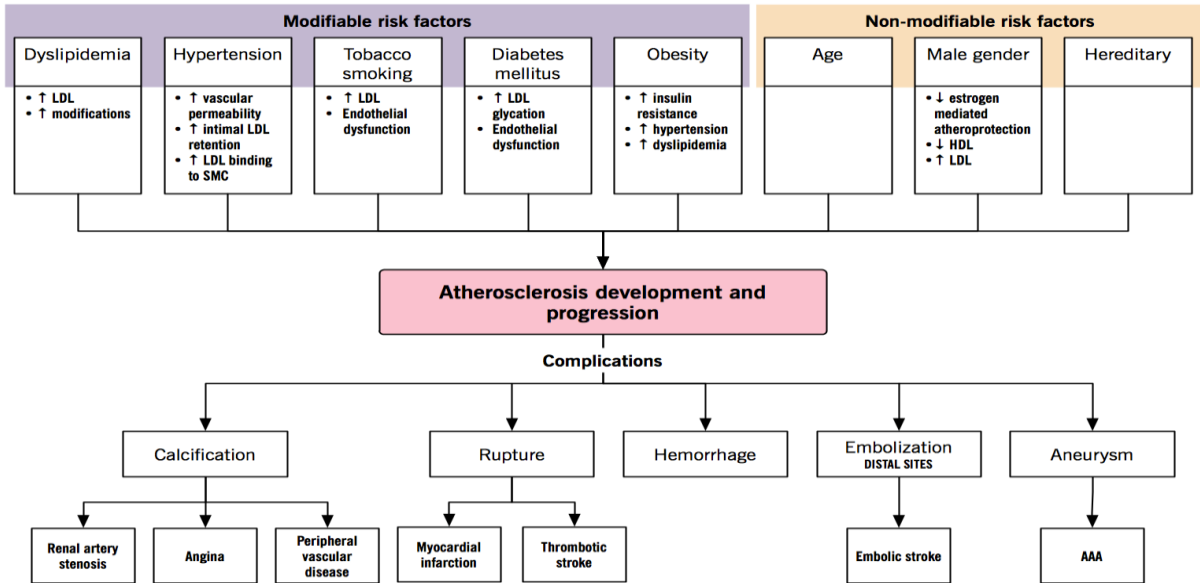 Modifiable risk factors
Non-modifiable risk factors
Dyslipidemia
• ↑ LDL
• ↑ modifications
Hypertension
• ↑ vascular
permeability
• ↑ intimal LDL
retention
• ↑ LDL binding
to SMC
Tobacco
smoking
• ↑ LDL
• Endothelial
dysfunction
Diabetes
mellitus
• ↑ LDL
glycation
• Endothelial
dysfunction
Obesity
• ↑ insulin
resistance
• ↑ hypertension
• ↑ dyslipidemia
Age
Male gender
• ↓ estrogen
mediated
atheroprotection
• ↓ HDL
• ↑ LDL
Hereditary
Atherosclerosis development and
progression
Complications
Calcification
Rupture
Hemorrhage
Embolization
DISTAL SITES
Aneurysm
Renal artery
stenosis
Angina
Peripheral
vascular
disease
Myocardial
infarction
Thrombotic
stroke
Embolic stroke
AAA